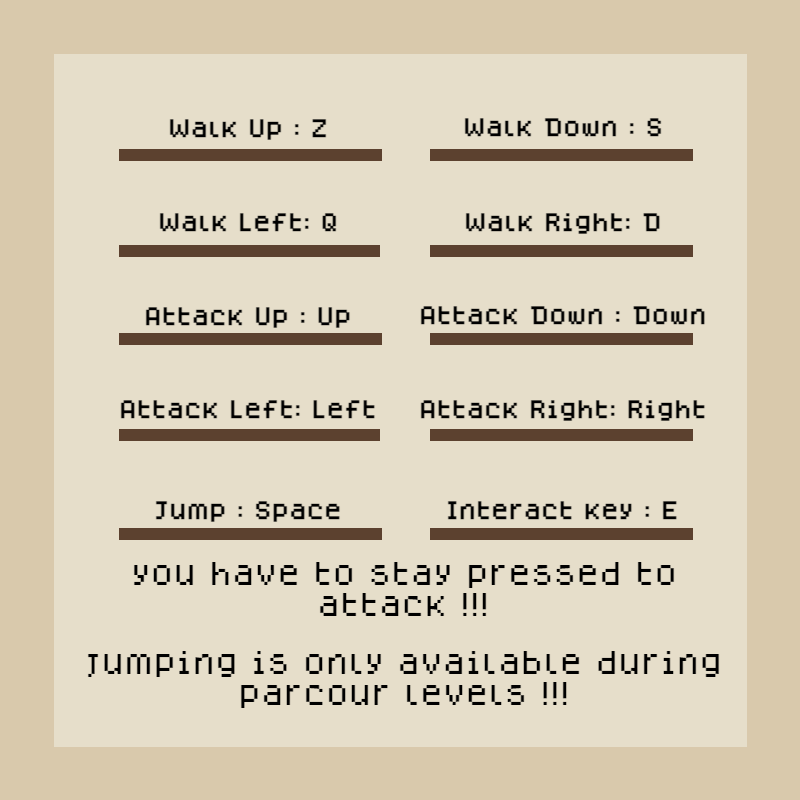 Walk Up : Z
Walk Down : S
Walk Left: Q
Walk Right: D
Attack Up : Up
Attack Down : Down
Attack Left: Left
Attack Right: Right
Jump : Space
Interact key : E
you have to stay pressed to
attack !!!
Jumping is only available during
parcour levels !!!